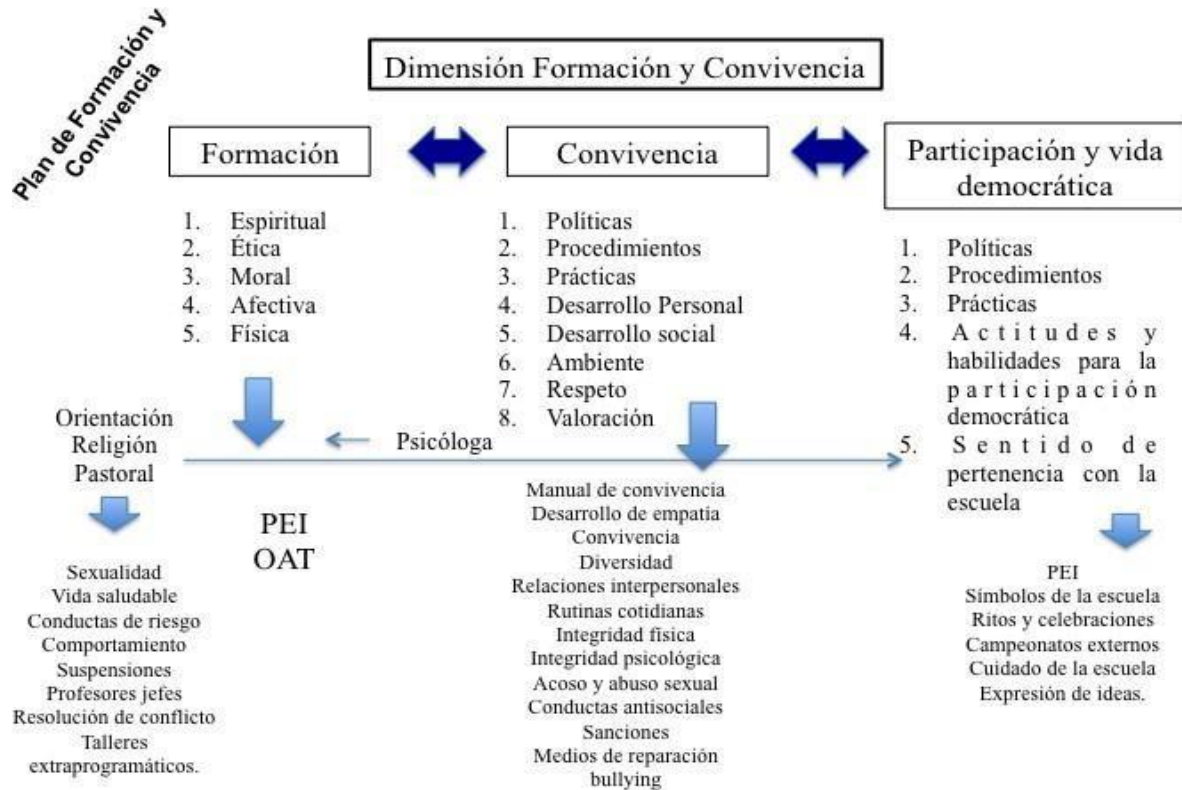 Plan de Formación y
Convivencia
Dimensión Formación y Convivencia
Formación
1. Espiritual
2. Ética
3. Moral
4. Afectiva
5. Física
Convivencia
1. Políticas
2. Procedimientos
3. Prácticas
4. Desarrollo Personal
5. Desarrollo social
6. Ambiente
7. Respeto
8. Valoración
Participación y vida
democrática
1. Políticas
2. Procedimientos
3. Prácticas
4. Actitudes y
habilidades para la
participación
democrática
5. Sentido de
pertenencia con la
escuela
Orientación
Religión
Pastoral
Psicóloga
PEI
OAT
Sexualidad
Vida saludable
Conductas de riesgo
Comportamiento
Suspensiones
Profesores jefes
Resolución de conflicto
Talleres
extraprogramáticos.
Manual de convivencia
Desarrollo de empatía
Convivencia
Diversidad
Relaciones interpersonales
Rutinas cotidianas
Integridad física
Integridad psicológica
Acoso y abuso sexual
Conductas antisociales
Sanciones
Medios de reparación
bullying
PEI
Símbolos de la escuela
Ritos y celebraciones
Campeonatos externos
Cuidado de la escuela
Expresión de ideas.